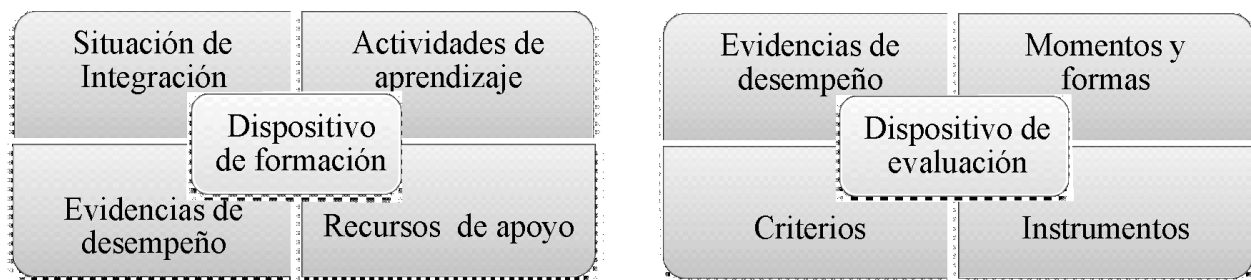 Situación de
Integración
Actividades de
aprendizaje
Dispositivo
de formación
Evidencias de
desempeño
Recursos de apoyo
Evidencias de
desempeño
Momentos y
formas
Dispositivo de
evaluación
Criterios
Instrumentos